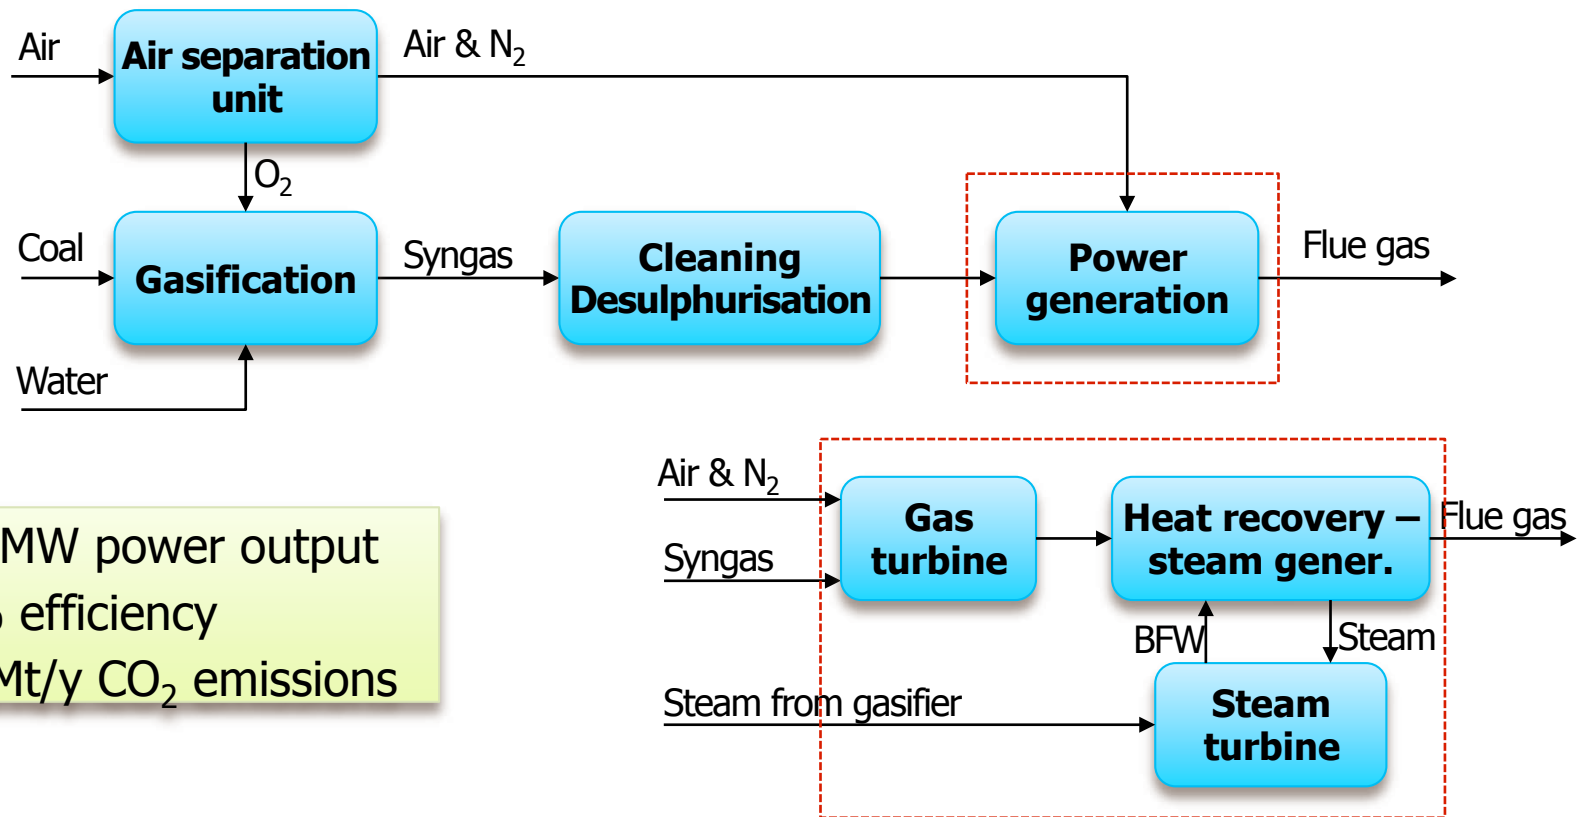 Air
Air separation
unit
Air & N₂
O₂
Coal
Gasification
Syngas
Cleaning
Desulphurisation
Power
generation
Flue gas
Water
MW power output
efficiency
Mt/y CO₂ emissions
Air & N₂
Syngas
Gas
turbine
Heat recovery –
steam gener.
Flue gas
BFW
Steam
Steam from gasifier
Steam
turbine